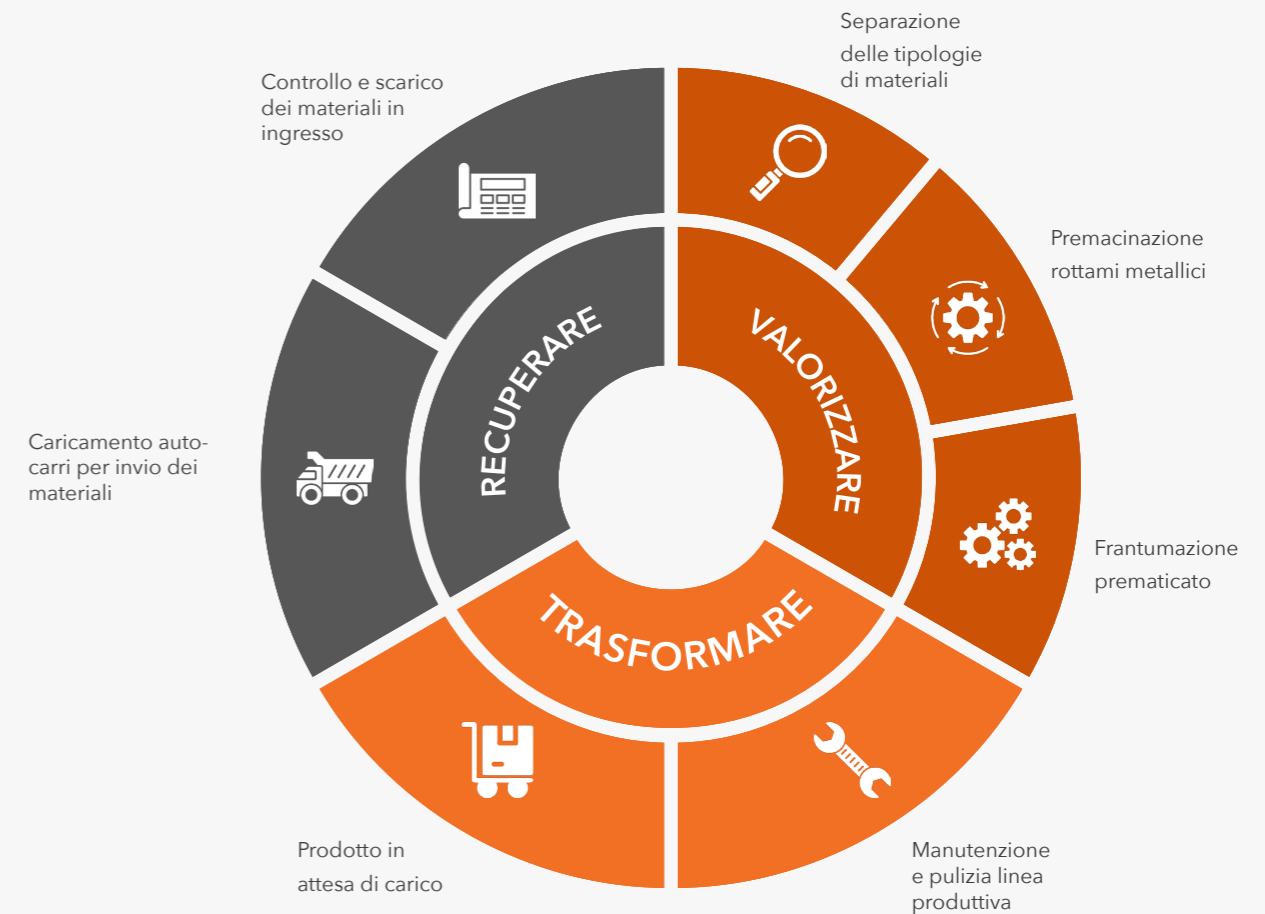 Separazione
delle tipologie
di materiali
Controllo e scarico
dei materiali in
ingresso
Premacinazione
rottami metallici
RECUPERARE
VALORIZZARE
Caricamento auto-
carri per invio dei
materiali
Frantumazione
prematicato
TRASFORMARE
Prodotto in
attesa di carico
Manutenzione
e pulizia linea
produttiva